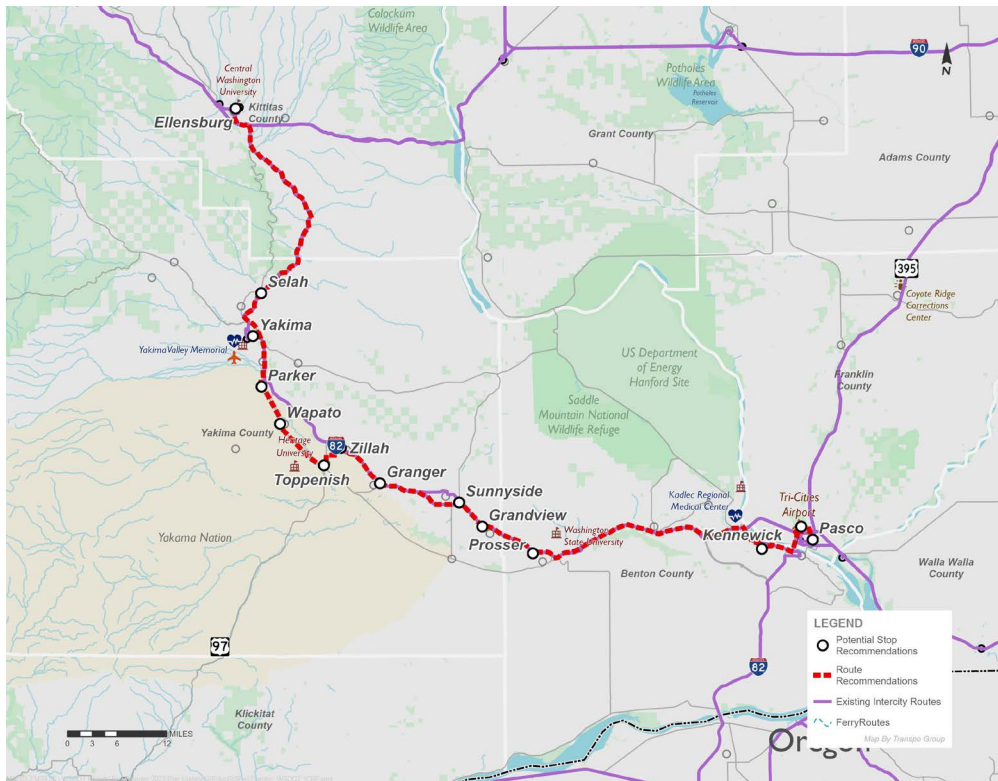 Colockum
Wildlife Area
90
N
Central
Washington
University
Kittitas
County
Ellensburg
Potholes
Wildlife Area
Potholes
Reservoir
Grant County
Adams County
395
Coyote Ridge
Corrections
Center
Selah
Yakima
Yakima Valley Memorial
US Department
of Energy
Hanford Site
Parker
Franklin
County
Saddle
Mountain National
Wildlife Refuge
Wapato
Yakima County
Heritage
University
82
Zillah
Toppenish
Granger
Sunnyside
Kadlec Regional
Medical Center
Tri-Cities
Airport
Grandview
Pasco
Washington
State University
Prosser
Kennewick
Yakama Nation
Benton County
Walla Walla
County
97
82
LEGEND
Potential Stop
Recommendations
Route
Recommendations
Existing Intercity Routes
FerryRoutes
Map By Transpo Group
Klickitat
County
MILES
0 3 6 12
Oregon